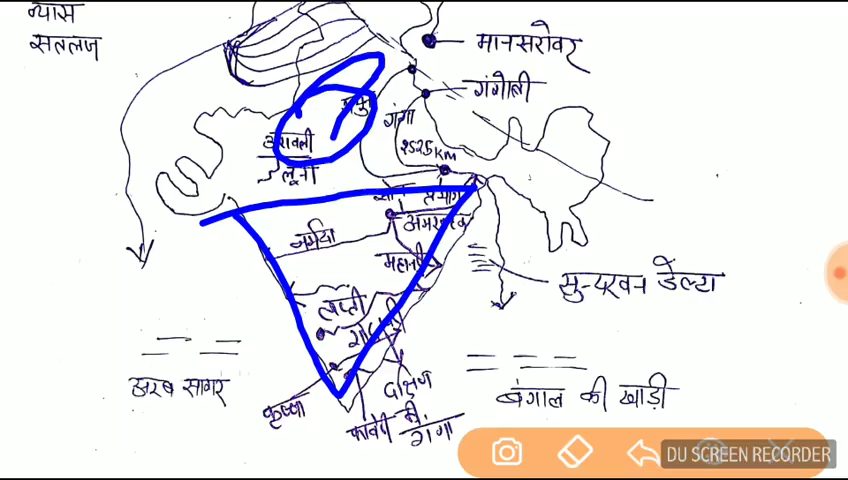 व्यास
सतलज
मानसरोवर
गंगोली
गंगा
2525 KM
अरावली
लूनी
सोन
प्रयाग
अमरकंटक
नर्मदा
महानदी
सुन्दरवन डेल्टा
ताप्ती
अरब सागर
बंगाल की खाड़ी
कृष्णा
कावेरी
दक्षिण
की
गंगा
DU SCREEN RECORDER